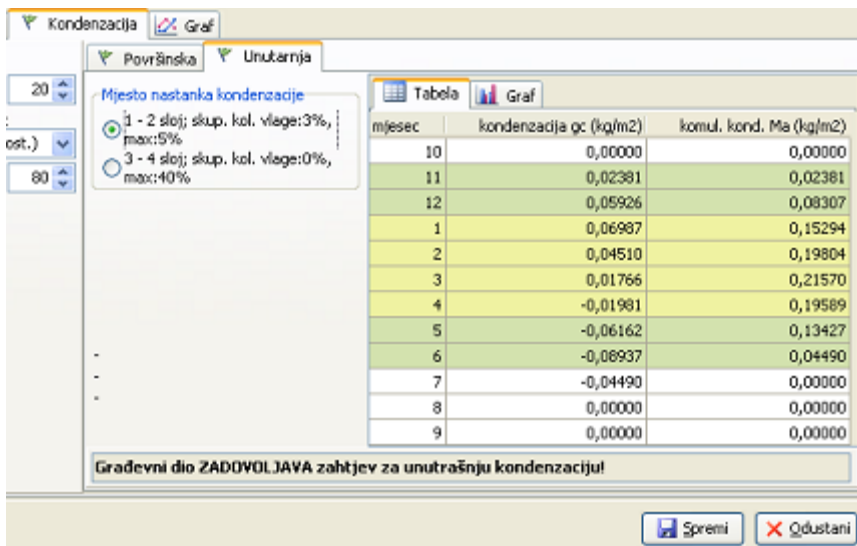 Kondenzacija Graf
Površinska Unutarnja
20
ost.)
80
Mjesto nastanka kondenzacije
1 - 2 sloj; skup. kol. vlage:3%,
max:5%
3 - 4 sloj; skup. kol. vlage:0%,
max:40%
Tabela Graf
mjesec kondenzacija gc (kg/m2) komul. kond. Ma (kg/m2)
10 0,00000 0,00000
11 0,02381 0,02381
12 0,05926 0,08307
1 0,06987 0,15294
2 0,04510 0,19804
3 0,01766 0,21570
4 -0,01981 0,19589
5 -0,06162 0,13427
6 -0,08937 0,04490
7 -0,04490 0,00000
8 0,00000 0,00000
9 0,00000 0,00000
-
-
-
Građevni dio ZADOVOLJAVA zahtjev za unutrašnju kondenzaciju!
Spremi Odustani